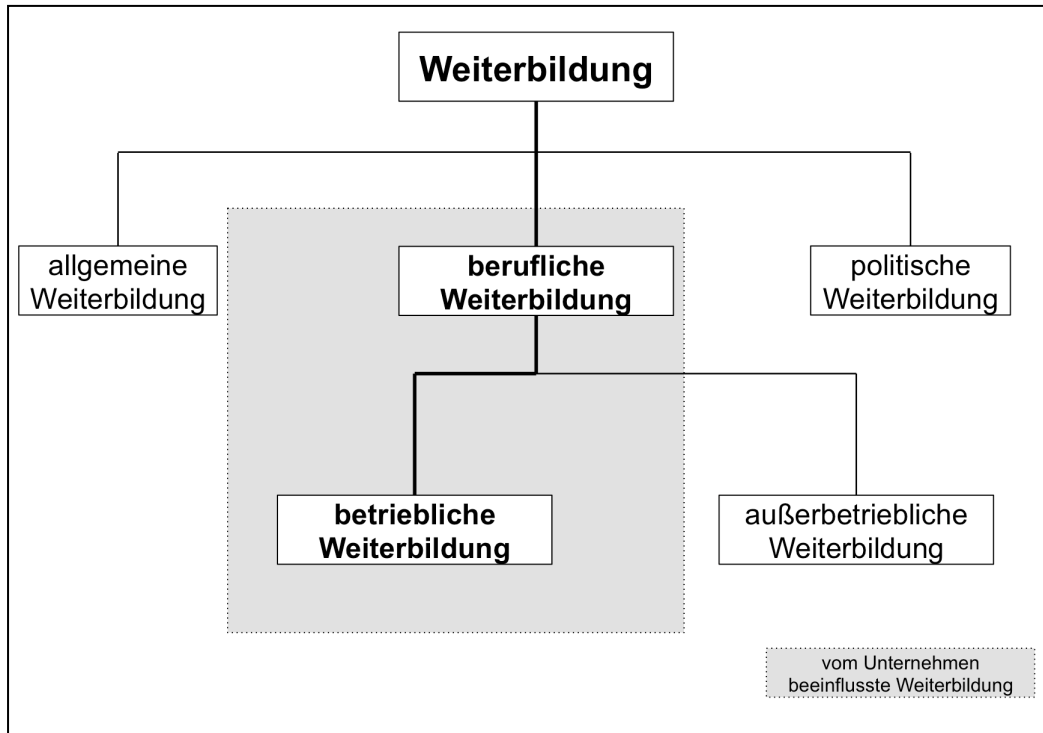 Weiterbildung
allgemeine
Weiterbildung
berufliche
Weiterbildung
politische
Weiterbildung
betriebliche
Weiterbildung
außerbetriebliche
Weiterbildung
vom Unternehmen
beeinflusste Weiterbildung